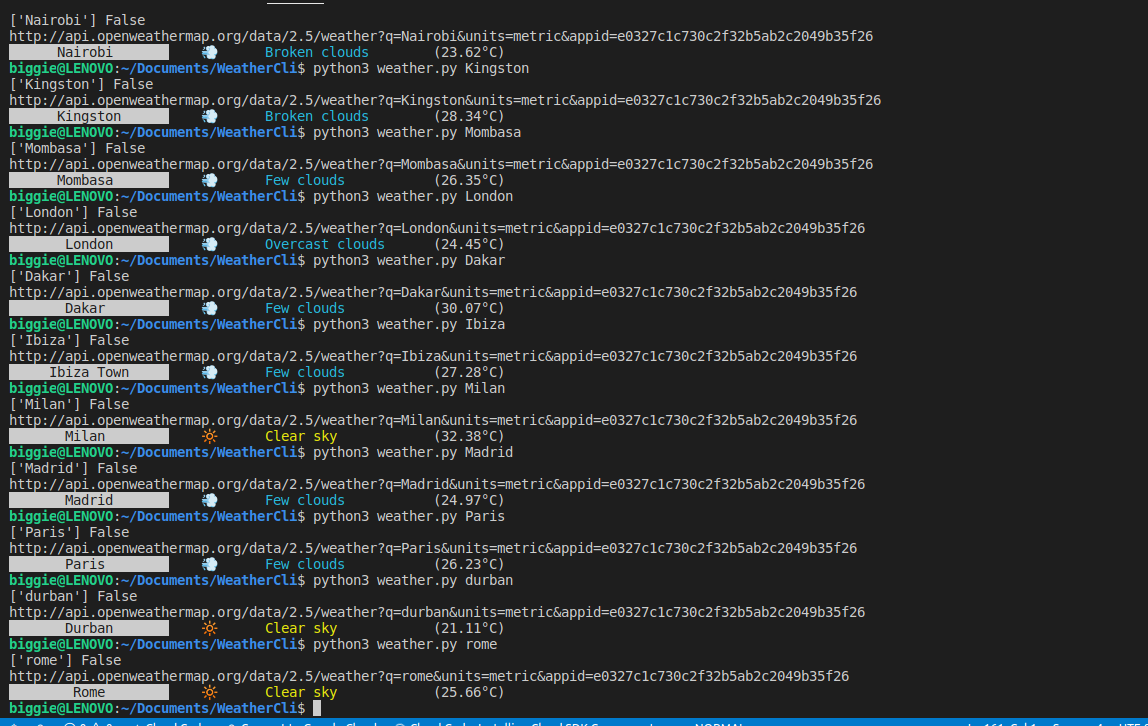 ['Nairobi'] False
http://api.openweathermap.org/data/2.5/weather?q=Nairobi&units=metric&appid=e0327c1c730c2f32b5ab2c2049b35f26
Nairobi 💨 Broken clouds (23.62°C)
biggie@LENOVO:~/Documents/WeatherCli$ python3 weather.py Kingston
['Kingston'] False
http://api.openweathermap.org/data/2.5/weather?q=Kingston&units=metric&appid=e0327c1c730c2f32b5ab2c2049b35f26
Kingston 💨 Broken clouds (28.34°C)
biggie@LENOVO:~/Documents/WeatherCli$ python3 weather.py Mombasa
['Mombasa'] False
http://api.openweathermap.org/data/2.5/weather?q=Mombasa&units=metric&appid=e0327c1c730c2f32b5ab2c2049b35f26
Mombasa 💨 Few clouds (26.35°C)
biggie@LENOVO:~/Documents/WeatherCli$ python3 weather.py London
['London'] False
http://api.openweathermap.org/data/2.5/weather?q=London&units=metric&appid=e0327c1c730c2f32b5ab2c2049b35f26
London 💨 Overcast clouds (24.45°C)
biggie@LENOVO:~/Documents/WeatherCli$ python3 weather.py Dakar
['Dakar'] False
http://api.openweathermap.org/data/2.5/weather?q=Dakar&units=metric&appid=e0327c1c730c2f32b5ab2c2049b35f26
Dakar 💨 Few clouds (30.07°C)
biggie@LENOVO:~/Documents/WeatherCli$ python3 weather.py Ibiza
['Ibiza'] False
http://api.openweathermap.org/data/2.5/weather?q=Ibiza&units=metric&appid=e0327c1c730c2f32b5ab2c2049b35f26
Ibiza Town 💨 Few clouds (27.28°C)
biggie@LENOVO:~/Documents/WeatherCli$ python3 weather.py Milan
['Milan'] False
http://api.openweathermap.org/data/2.5/weather?q=Milan&units=metric&appid=e0327c1c730c2f32b5ab2c2049b35f26
Milan 🔆 Clear sky (32.38°C)
biggie@LENOVO:~/Documents/WeatherCli$ python3 weather.py Madrid
['Madrid'] False
http://api.openweathermap.org/data/2.5/weather?q=Madrid&units=metric&appid=e0327c1c730c2f32b5ab2c2049b35f26
Madrid 💨 Few clouds (24.97°C)
biggie@LENOVO:~/Documents/WeatherCli$ python3 weather.py Paris
['Paris'] False
http://api.openweathermap.org/data/2.5/weather?q=Paris&units=metric&appid=e0327c1c730c2f32b5ab2c2049b35f26
Paris 💨 Few clouds (26.23°C)
biggie@LENOVO:~/Documents/WeatherCli$ python3 weather.py durban
['durban'] False
http://api.openweathermap.org/data/2.5/weather?q=durban&units=metric&appid=e0327c1c730c2f32b5ab2c2049b35f26
Durban 🔆 Clear sky (21.11°C)
biggie@LENOVO:~/Documents/WeatherCli$ python3 weather.py rome
['rome'] False
http://api.openweathermap.org/data/2.5/weather?q=rome&units=metric&appid=e0327c1c730c2f32b5ab2c2049b35f26
Rome 🔆 Clear sky (25.66°C)
biggie@LENOVO:~/Documents/WeatherCli$